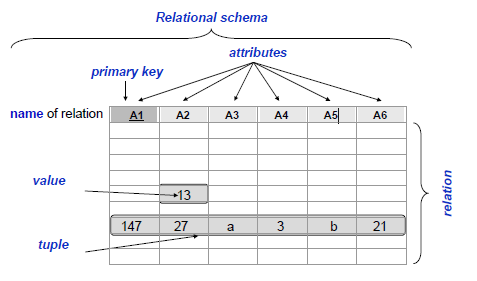 Relational schema
attributes
primary key
name of relation A1 A2 A3 A4 A5 A6
value
13
relation
147 27 a 3 b 21
tuple